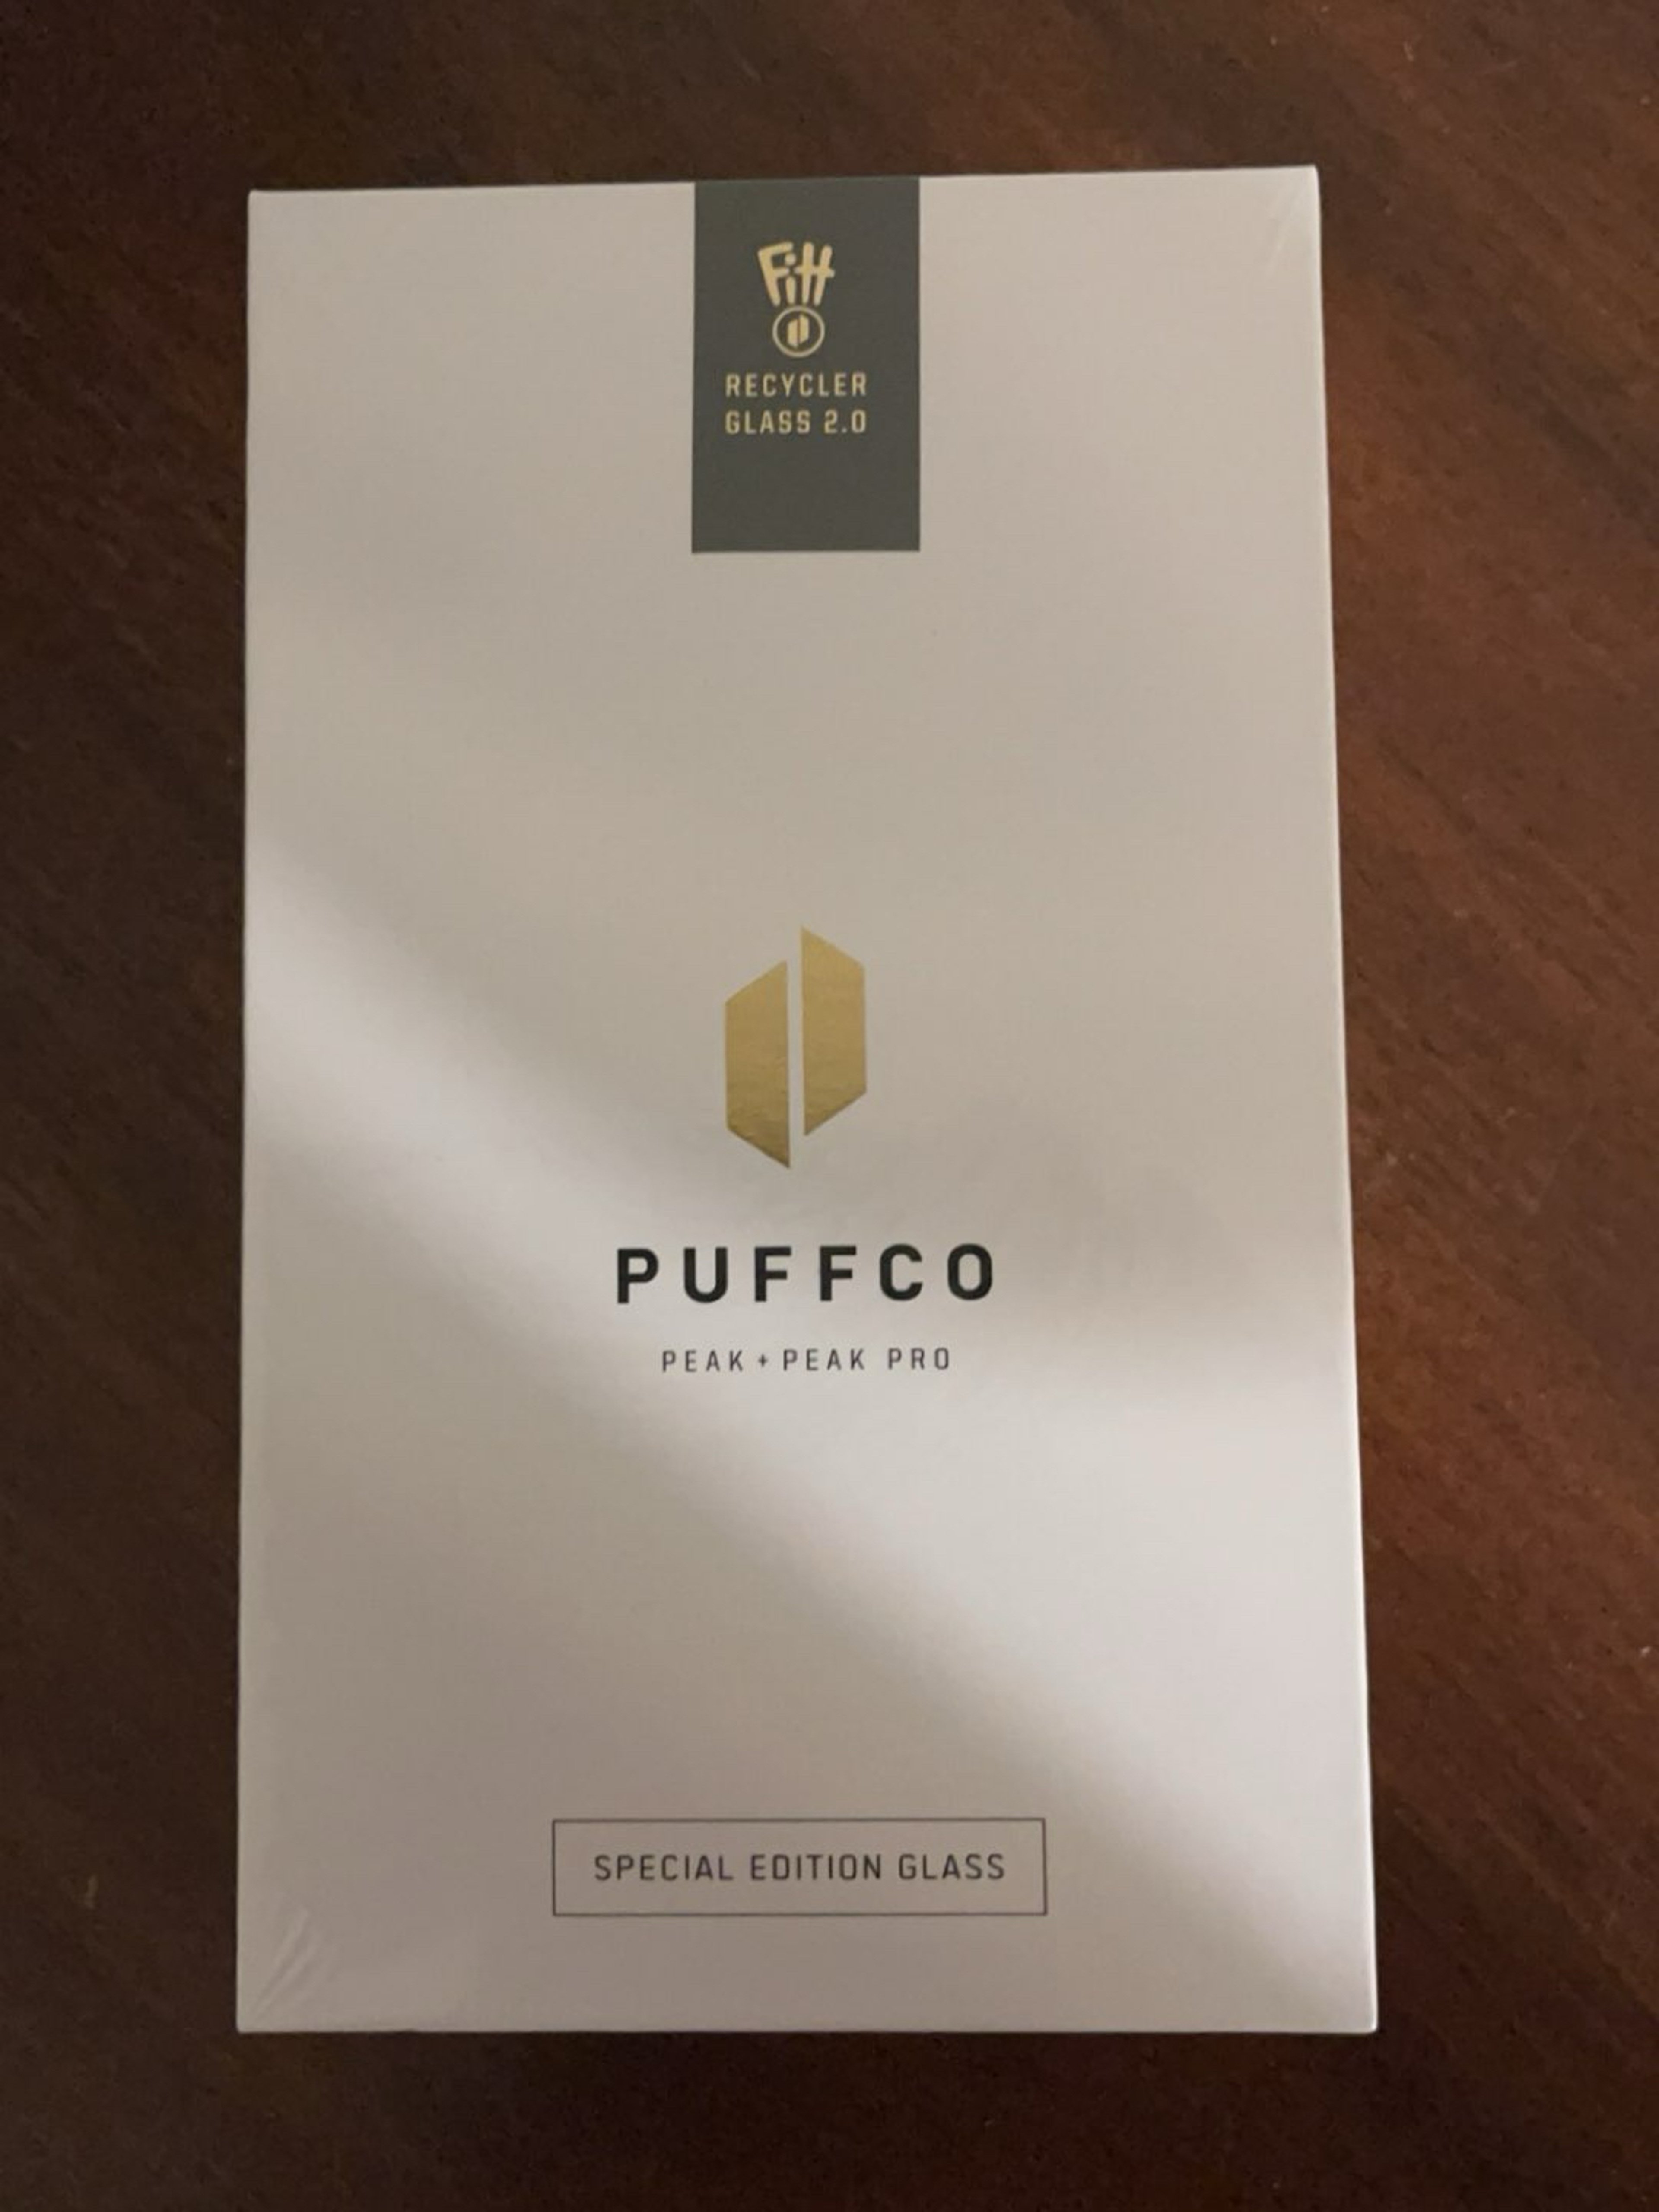 Fitt
RECYCLER
GLASS 2.0
PUFFCO
PEAK + PEAK PRO
SPECIAL EDITION GLASS